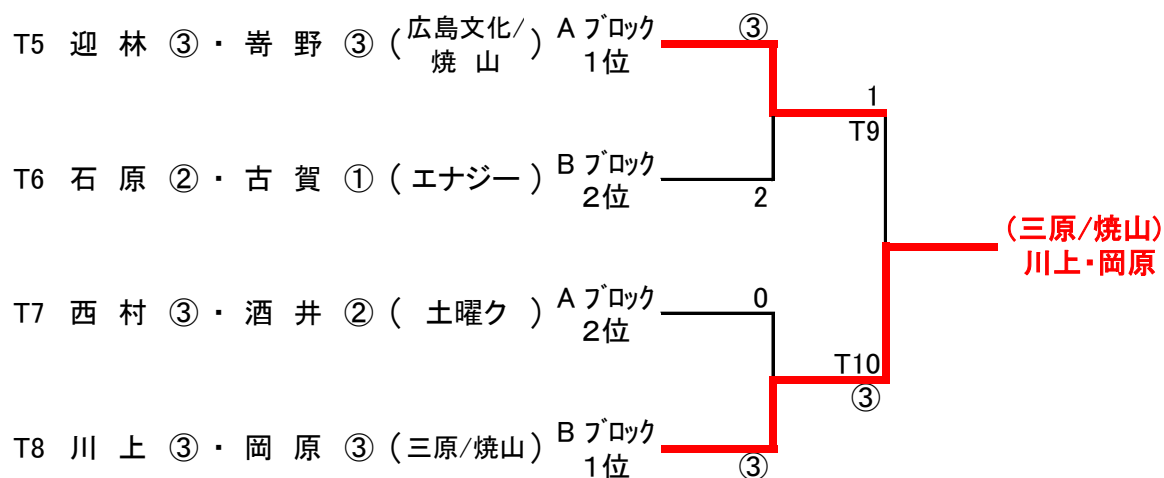 T5 迎 林 ③ ・ 嵜 野 ③ ( 広島文化/焼 山 ) A ブロック 1位 ③
1
T9
T6 石 原 ② ・ 古 賀 ① ( エナジー ) B ブロック 2位 2
(三原/焼山)
川上・岡原
T7 西 村 ③ ・ 酒 井 ② ( 土曜ク ) A ブロック 2位 0
T10
③
T8 川 上 ③ ・ 岡 原 ③ (三原/焼山) B ブロック 1位 ③